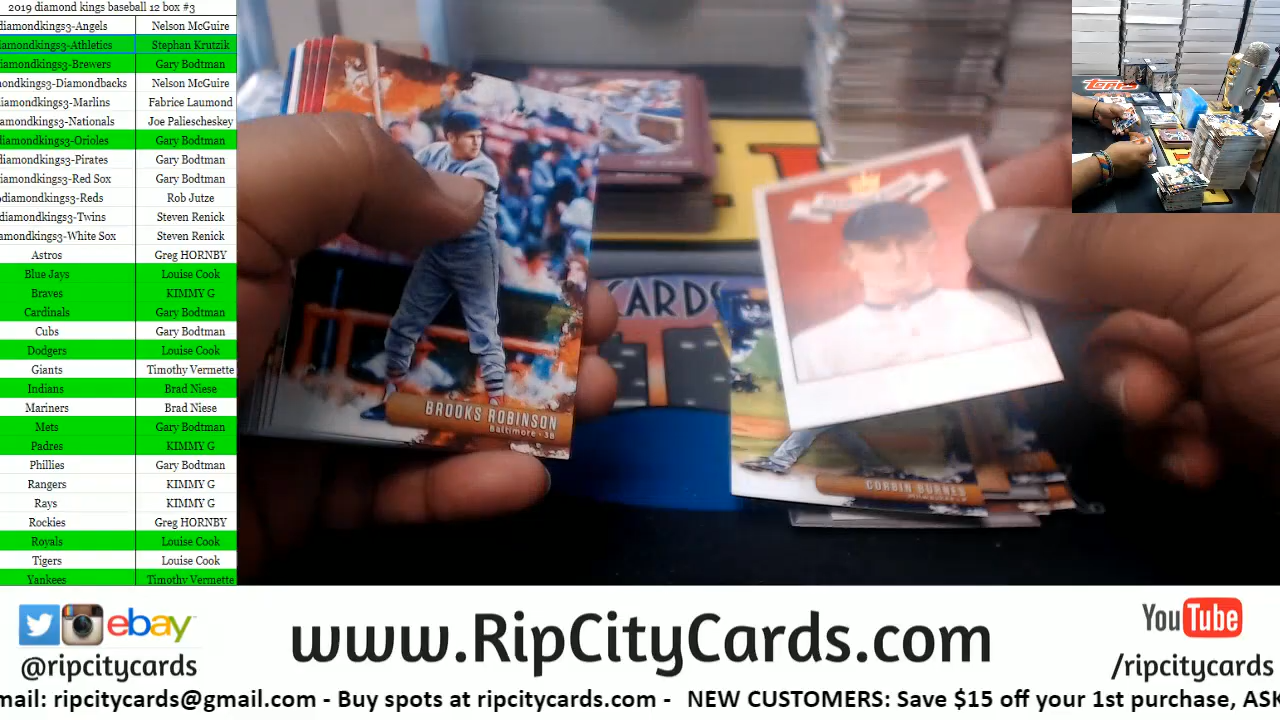 2019 diamond kings baseball 12 box #3
diamondkings3-Angels Nelson McGuire
iamondkings3-Athletics Stephan Krutzik
diamondkings3-Brewers Gary Bodtman
mondkings3-Diamondbacks Nelson McGuire
diamondkings3-Marlins Fabrice Laumond
amondkings3-Nationals Joe Paliescheskey
diamondkings3-Orioles Gary Bodtman
diamondkings3-Pirates Gary Bodtman
diamondkings3-Red Sox Gary Bodtman
diamondkings3-Reds Rob Jutze
diamondkings3-Twins Steven Renick
amondkings3-White Sox Steven Renick
Astros Greg HORNBY
Blue Jays Louise Cook
Braves KIMMY G
Cardinals Gary Bodtman
Cubs Gary Bodtman
Dodgers Louise Cook
Giants Timothy Vermette
Indians Brad Niese
Mariners Brad Niese
Mets Gary Bodtman
Padres KIMMY G
Phillies Gary Bodtman
Rangers KIMMY G
Rays KIMMY G
Rockies Greg HORNBY
Royals Louise Cook
Tigers Louise Cook
Yankees Timothy Vermette
BROOKS ROBINSON
Baltimore - 3B
CARDS
CORBIN BURNES
Topps
ebay
@ripcitycards
www.RipCityCards.com
YouTube
/ripcitycards
mail: ripcitycards@gmail.com - Buy spots at ripcitycards.com - NEW CUSTOMERS: Save $15 off your 1st purchase, ASK